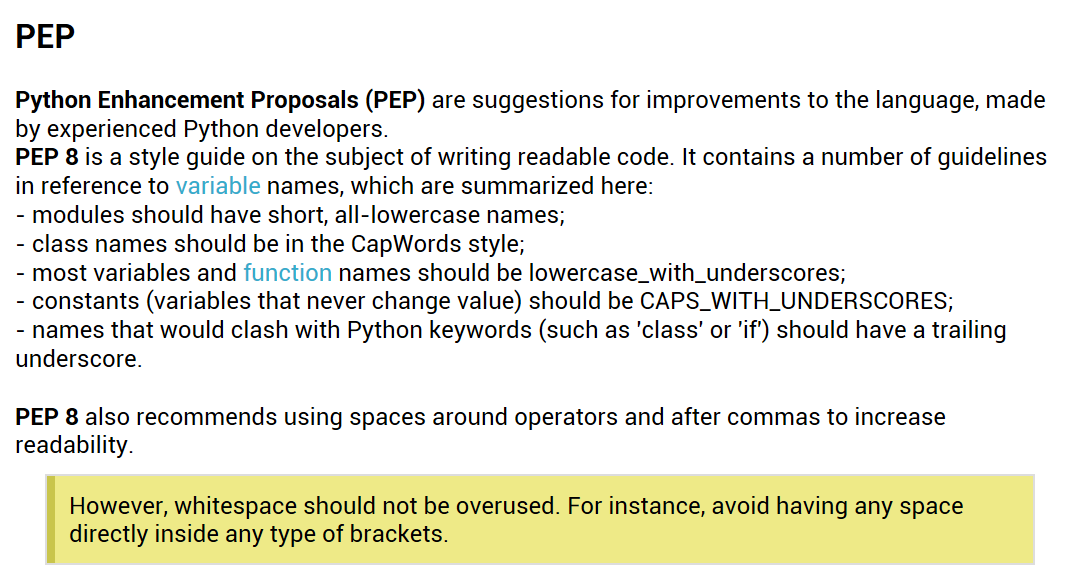 PEP
Python Enhancement Proposals (PEP) are suggestions for improvements to the language, made
by experienced Python developers.
PEP 8 is a style guide on the subject of writing readable code. It contains a number of guidelines
in reference to variable names, which are summarized here:
- modules should have short, all-lowercase names;
- class names should be in the CapWords style;
- most variables and function names should be lowercase_with_underscores;
- constants (variables that never change value) should be CAPS_WITH_UNDERSCORES;
- names that would clash with Python keywords (such as 'class' or 'if') should have a trailing
underscore.
PEP 8 also recommends using spaces around operators and after commas to increase
readability.
However, whitespace should not be overused. For instance, avoid having any space
directly inside any type of brackets.